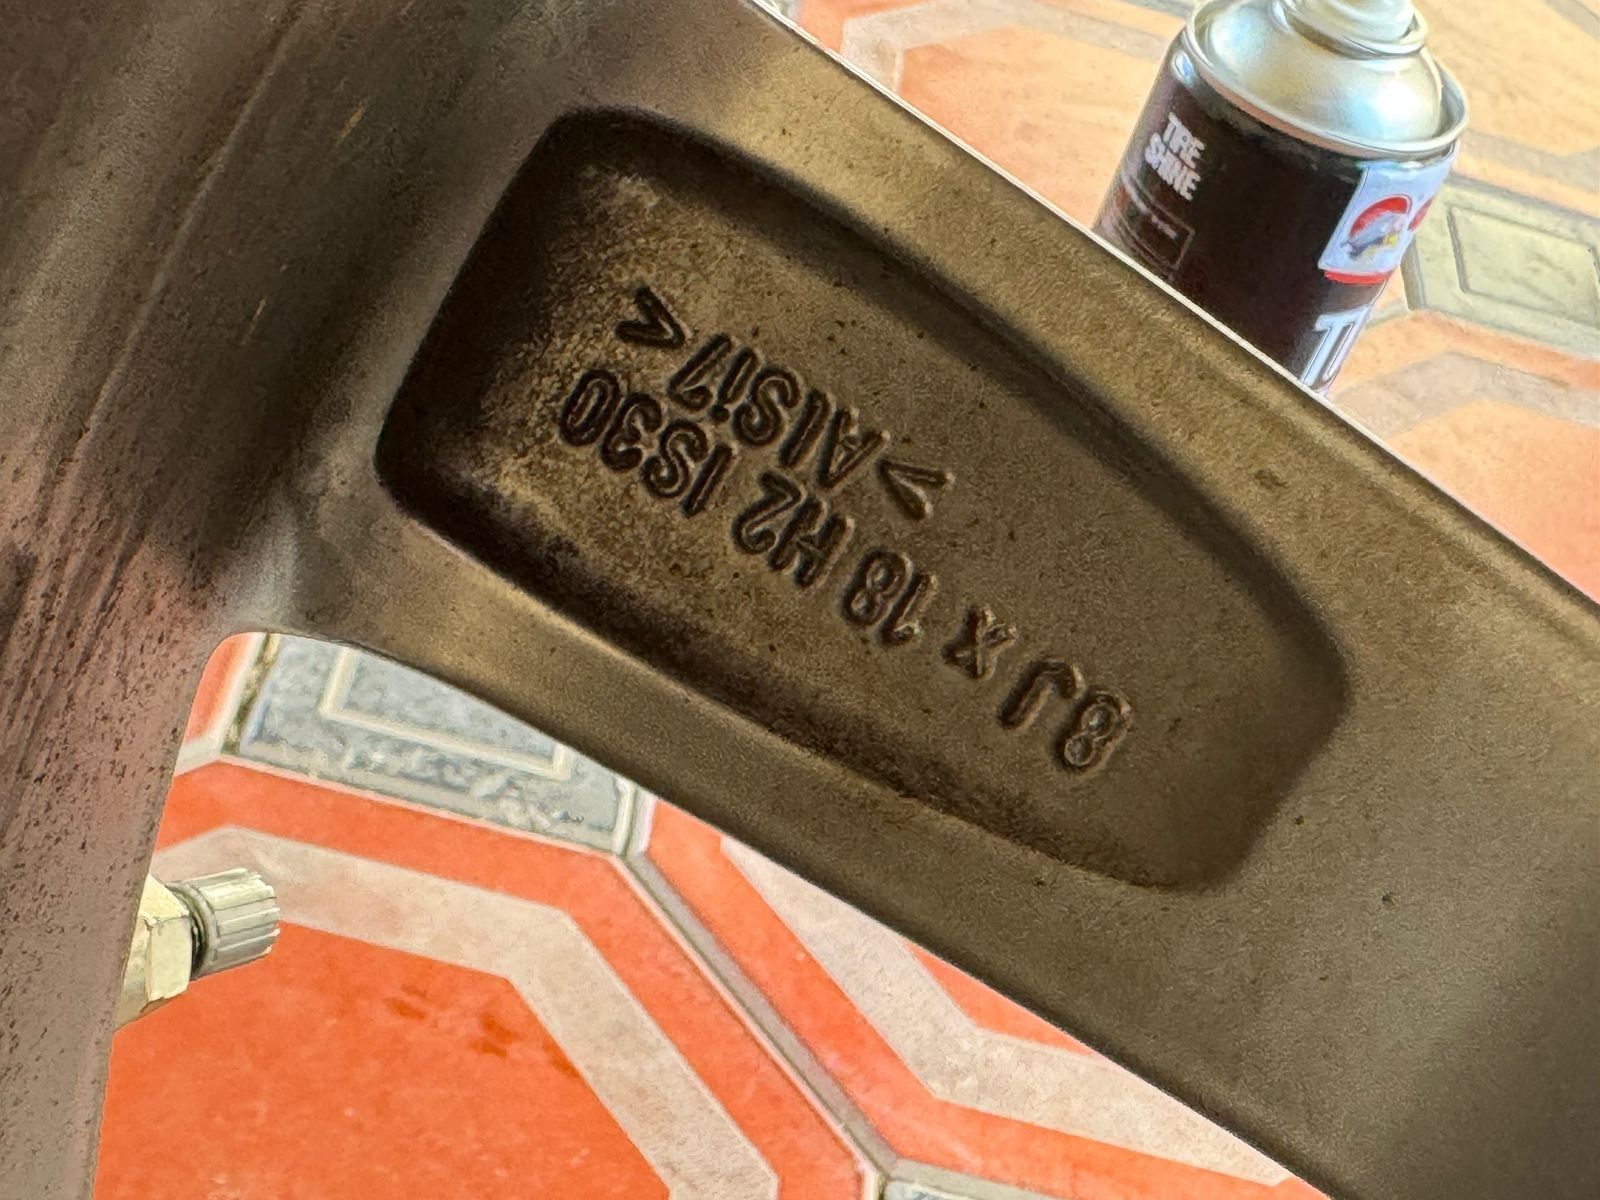 8J x 18 H2 IS30
>AlSi7<
TIRE
SHINE